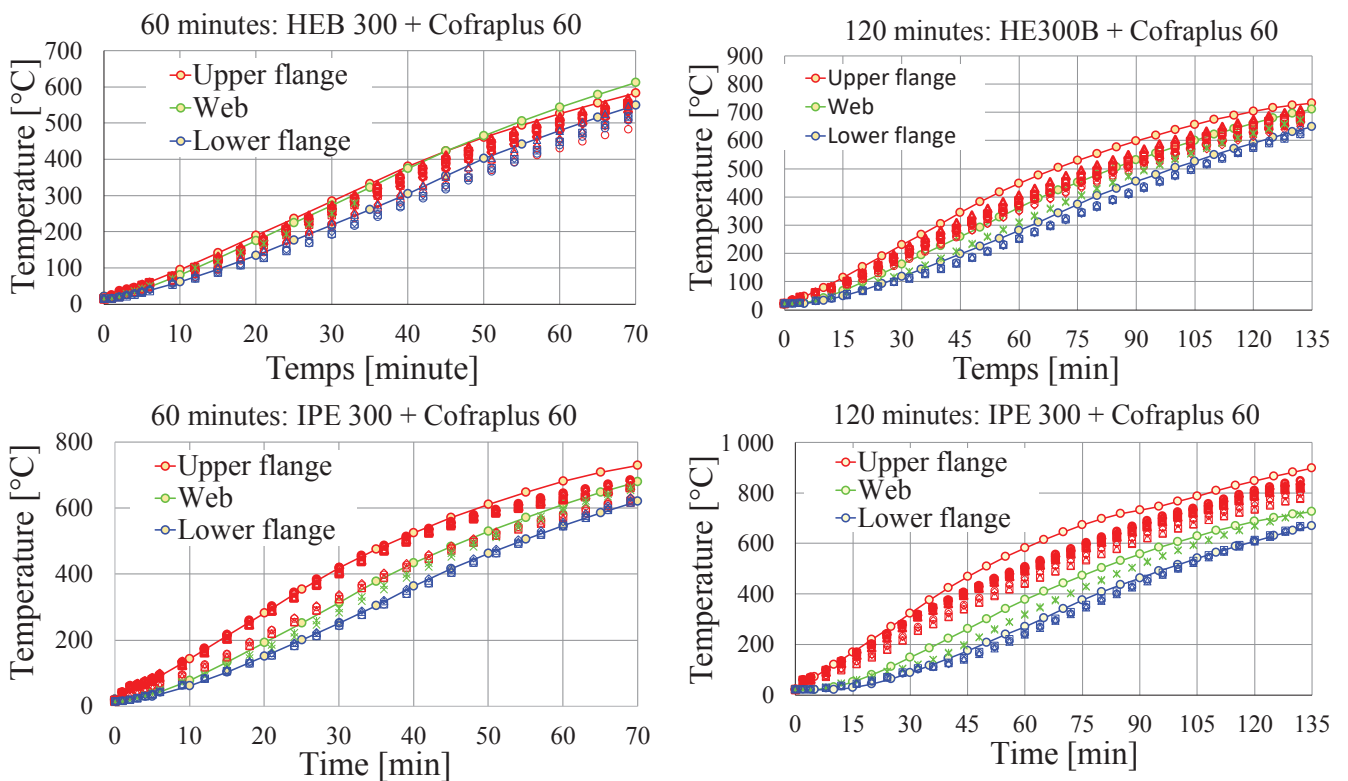 60 minutes: HEB 300 + Cofraplus 60
Temperature [°C]
700
600
500
400
300
200
100
0
Upper flange
Web
Lower flange
0 10 20 30 40 50 60 70
Temps [minute]
120 minutes: HE300B + Cofraplus 60
Temperature [°C]
900
800
700
600
500
400
300
200
100
0
Upper flange
Web
Lower flange
0 15 30 45 60 75 90 105 120 135
Temps [min]
60 minutes: IPE 300 + Cofraplus 60
Temperature [°C]
800
600
400
200
0
Upper flange
Web
Lower flange
0 10 20 30 40 50 60 70
Time [min]
120 minutes: IPE 300 + Cofraplus 60
Temperature [°C]
1 000
800
600
400
200
0
Upper flange
Web
Lower flange
0 15 30 45 60 75 90 105 120 135
Time [min]